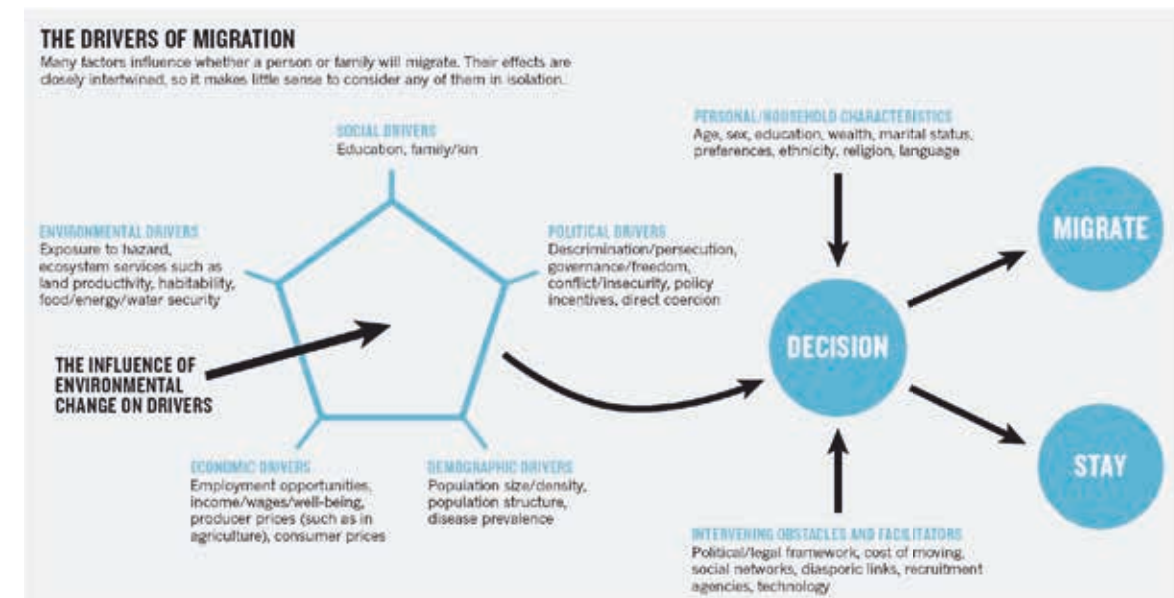 THE DRIVERS OF MIGRATION
Many factors influence whether a person or family will migrate. Their effects are
closely intertwined, so it makes little sense to consider any of them in isolation.
SOCIAL DRIVERS
Education, family/kin
ENVIRONMENTAL DRIVERS
Exposure to hazard,
ecosystem services such as
land productivity, habitability,
food/energy/water security
POLITICAL DRIVERS
Discrimination/persecution,
governance/freedom,
conflict/insecurity, policy
incentives, direct coercion
THE INFLUENCE OF
ENVIRONMENTAL
CHANGE ON DRIVERS
ECONOMIC DRIVERS
Employment opportunities,
income/wages/well-being,
producer prices (such as in
agriculture), consumer prices
DEMOGRAPHIC DRIVERS
Population size/density,
population structure,
disease prevalence
PERSONAL/HOUSEHOLD CHARACTERISTICS
Age, sex, education, wealth, marital status,
preferences, ethnicity, religion, language
DECISION
MIGRATE
STAY
INTERVENING OBSTACLES AND FACILITATORS
Political/legal framework, cost of moving,
social networks, diasporic links, recruitment
agencies, technology